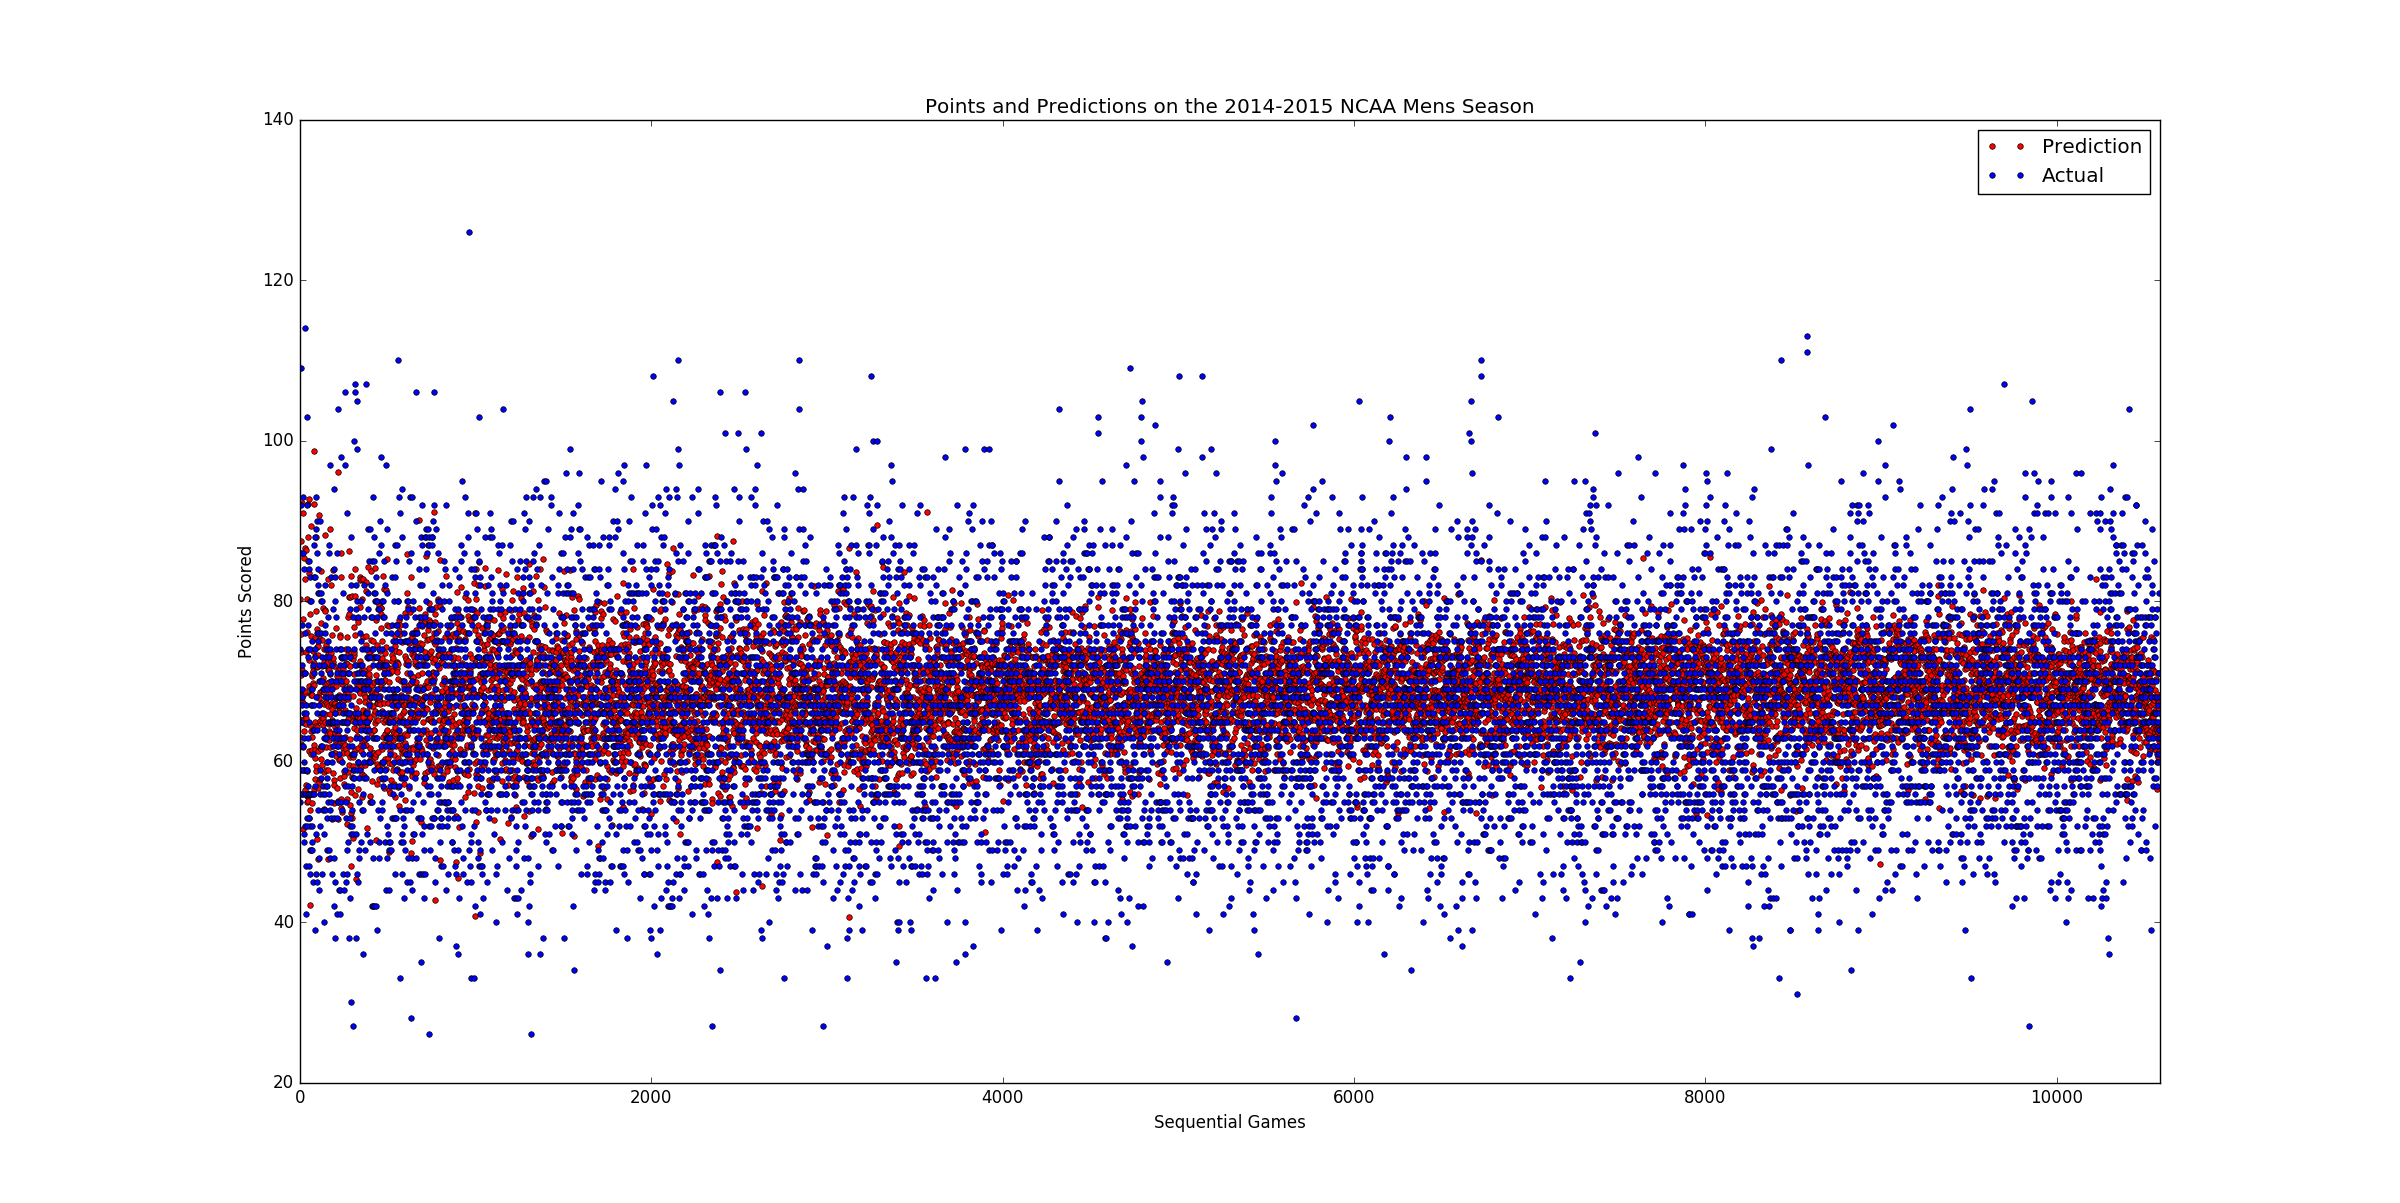 Points and Predictions on the 2014-2015 NCAA Mens Season
140
120
100
80
60
40
20
Points Scored
Prediction
Actual
0
2000
4000
6000
8000
10000
Sequential Games